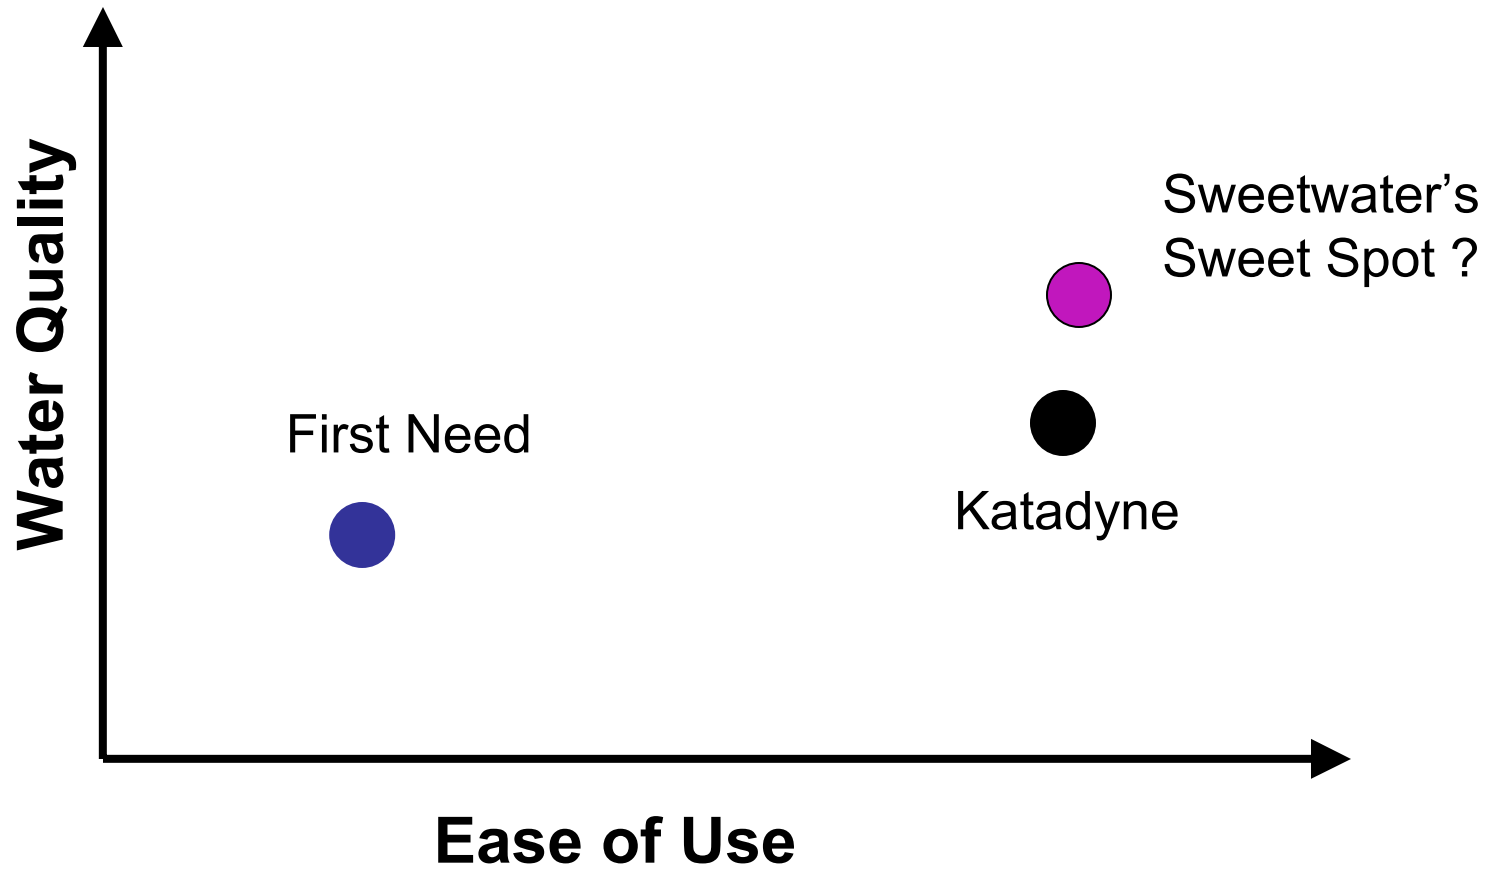 Water Quality
Sweetwater’s
Sweet Spot ?
First Need
Katadyne
Ease of Use